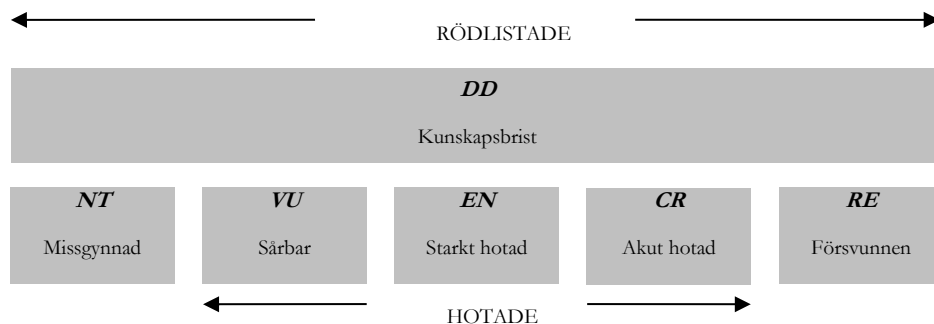 RÖDLISTADE
DD
Kunskapsbrist
NT VU EN CR RE
Missgynnad Sårbar Starkt hotad Akut hotad Försvunnen
HOTADE